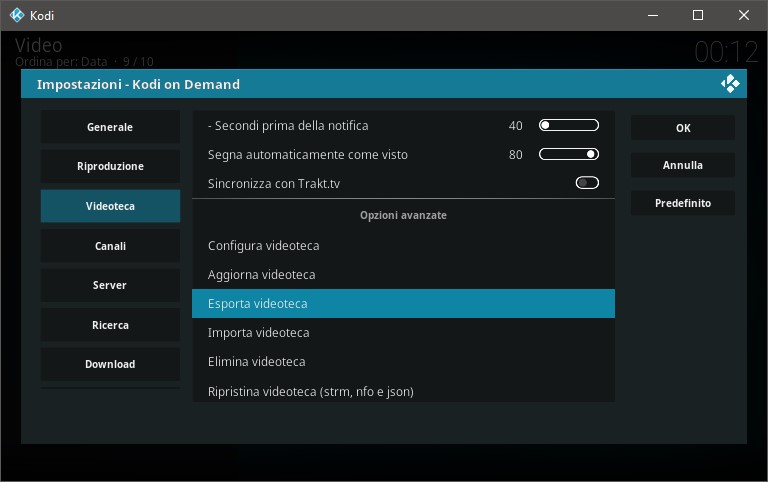 Kodi
Video
Ordina per: Data · 9 / 10
00:12
Impostazioni - Kodi on Demand
Generale
Riproduzione
Videoteca
Canali
Server
Ricerca
Download
- Secondi prima della notifica 40
Segna automaticamente come visto 80
Sincronizza con Trakt.tv
Opzioni avanzate
Configura videoteca
Aggiorna videoteca
Esporta videoteca
Importa videoteca
Elimina videoteca
Ripristina videoteca (strm, nfo e json)
OK
Annulla
Predefinito